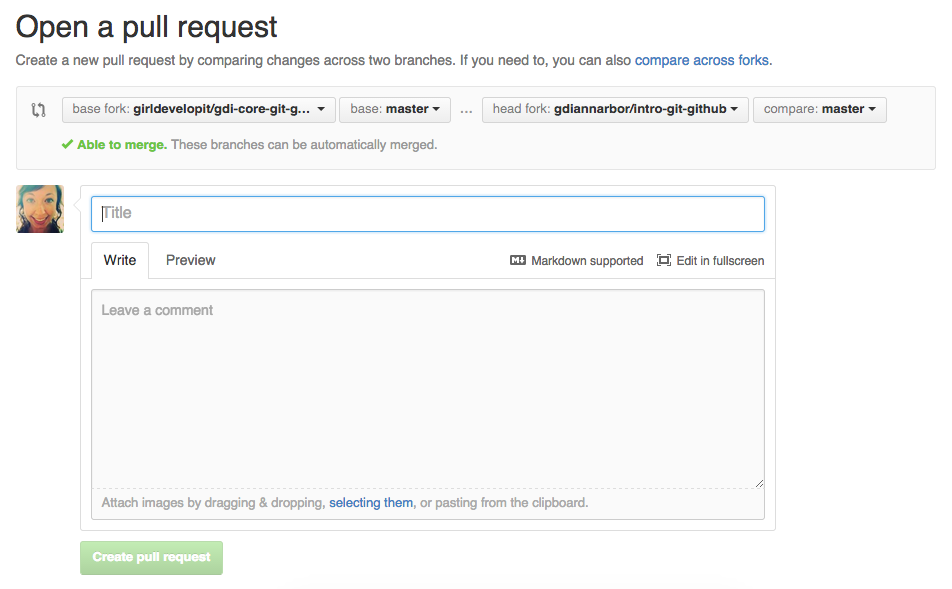 Open a pull request
Create a new pull request by comparing changes across two branches. If you need to, you can also compare across forks.
base fork: girldevelopit/gdi-core-git-g... base: master ... head fork: gdiannarbor/intro-git-github compare: master
Able to merge. These branches can be automatically merged.
Title
Write Preview Markdown supported Edit in fullscreen
Leave a comment
Attach images by dragging & dropping, selecting them, or pasting from the clipboard.
Create pull request